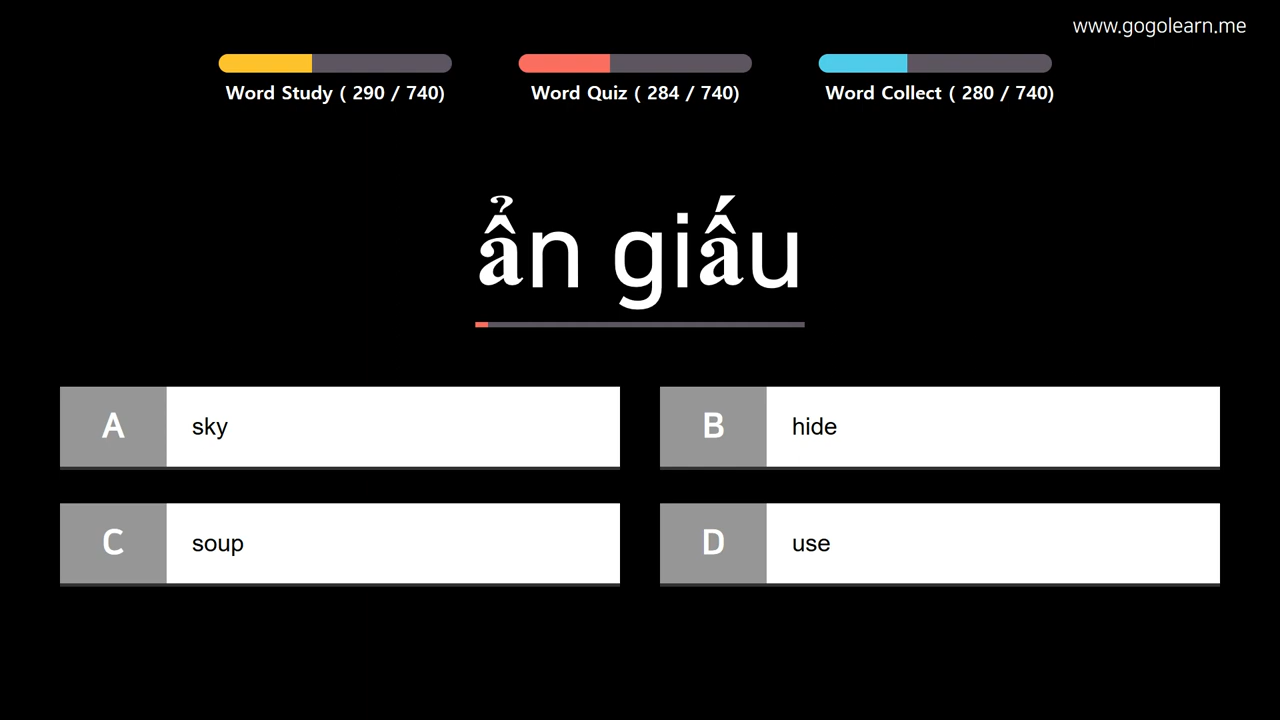 www.gogolearn.me
Word Study ( 290 / 740)
Word Quiz ( 284 / 740)
Word Collect ( 280 / 740)
ẩn giấu
A sky
B hide
C soup
D use